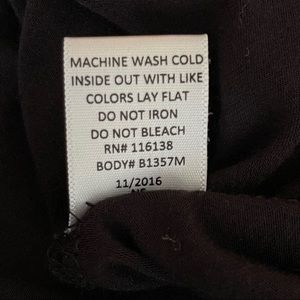 MACHINE WASH COLD
INSIDE OUT WITH LIKE
COLORS LAY FLAT
DO NOT IRON
DO NOT BLEACH
RN# 116138
BODY# B1357M
11/2016